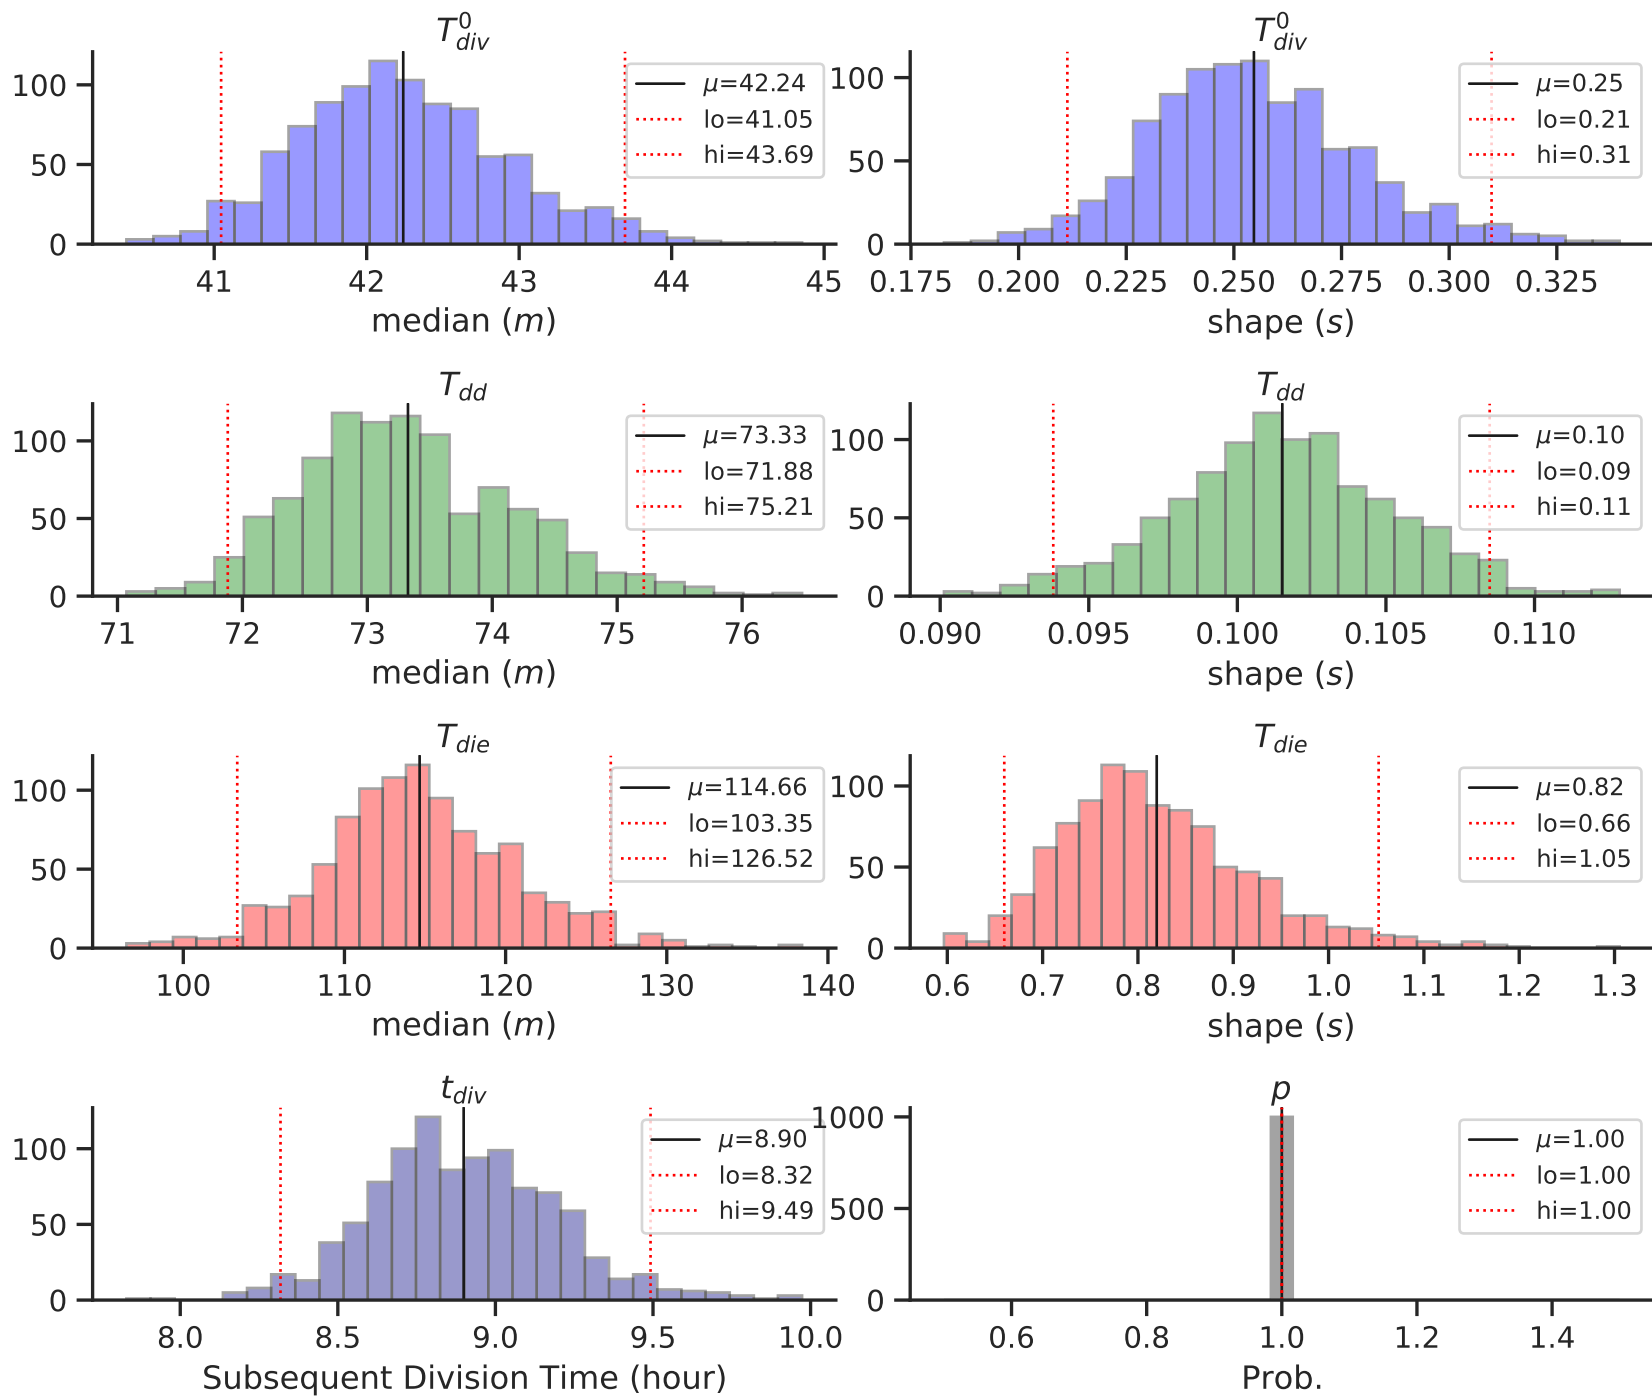 T⁰div
100
50
0
μ=42.24
lo=41.05
hi=43.69
41 42 43 44 45
median (m)
T⁰div
100
50
0
μ=0.25
lo=0.21
hi=0.31
0.175 0.200 0.225 0.250 0.275 0.300 0.325
shape (s)
Tdd
100
50
0
μ=73.33
lo=71.88
hi=75.21
71 72 73 74 75 76
median (m)
Tdd
100
50
0
μ=0.10
lo=0.09
hi=0.11
0.090 0.095 0.100 0.105 0.110
shape (s)
Tdie
100
50
0
μ=114.66
lo=103.35
hi=126.52
100 110 120 130 140
median (m)
Tdie
100
50
0
μ=0.82
lo=0.66
hi=1.05
0.6 0.7 0.8 0.9 1.0 1.1 1.2 1.3
shape (s)
tdiv
100
50
0
μ=8.90
lo=8.32
hi=9.49
8.0 8.5 9.0 9.5 10.0
Subsequent Division Time (hour)
p
1000
500
0
μ=1.00
lo=1.00
hi=1.00
0.6 0.8 1.0 1.2 1.4
Prob.